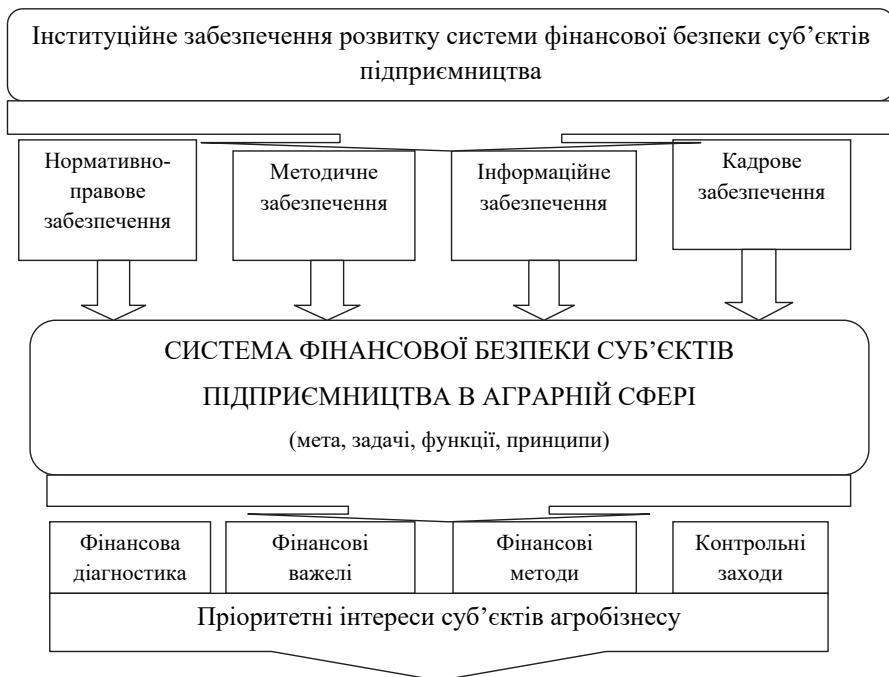 Інституційне забезпечення розвитку системи фінансової безпеки суб’єктів
підприємництва
Нормативно-
правове
забезпечення
Методичне
забезпечення
Інформаційне
забезпечення
Кадрове
забезпечення
СИСТЕМА ФІНАНСОВОЇ БЕЗПЕКИ СУБ’ЄКТІВ
ПІДПРИЄМНИЦТВА В АГРАРНІЙ СФЕРІ
(мета, задачі, функції, принципи)
Фінансова
діагностика
Фінансові
важелі
Фінансові
методи
Контрольні
заходи
Пріоритетні інтереси суб’єктів агробізнесу